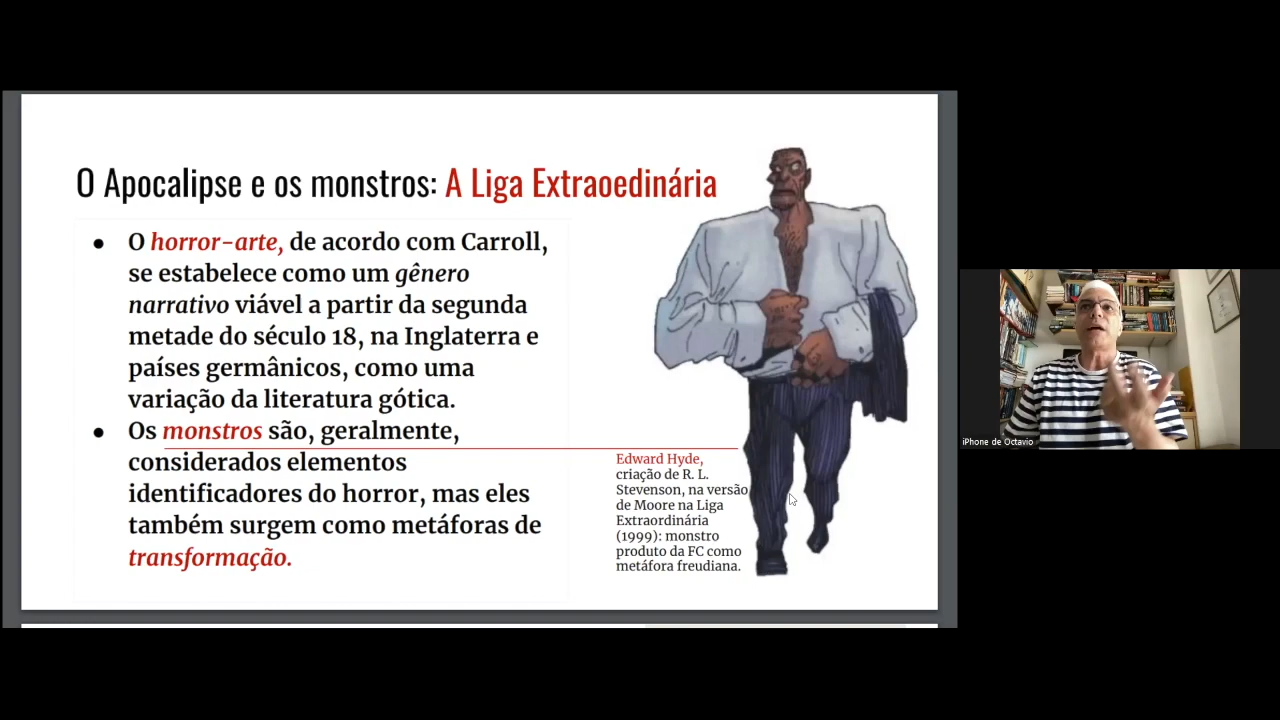 O Apocalipse e os monstros: A Liga Extraoedinária
● O horror-arte, de acordo com Carroll,
se estabelece como um gênero
narrativo viável a partir da segunda
metade do século 18, na Inglaterra e
países germânicos, como uma
variação da literatura gótica.
● Os monstros são, geralmente,
considerados elementos
identificadores do horror, mas eles
também surgem como metáforas de
transformação.
Edward Hyde,
criação de R. L.
Stevenson, na versão
de Moore na Liga
Extraordinária
(1999): monstro
produto da FC como
metáfora freudiana.
iPhone de Octavio